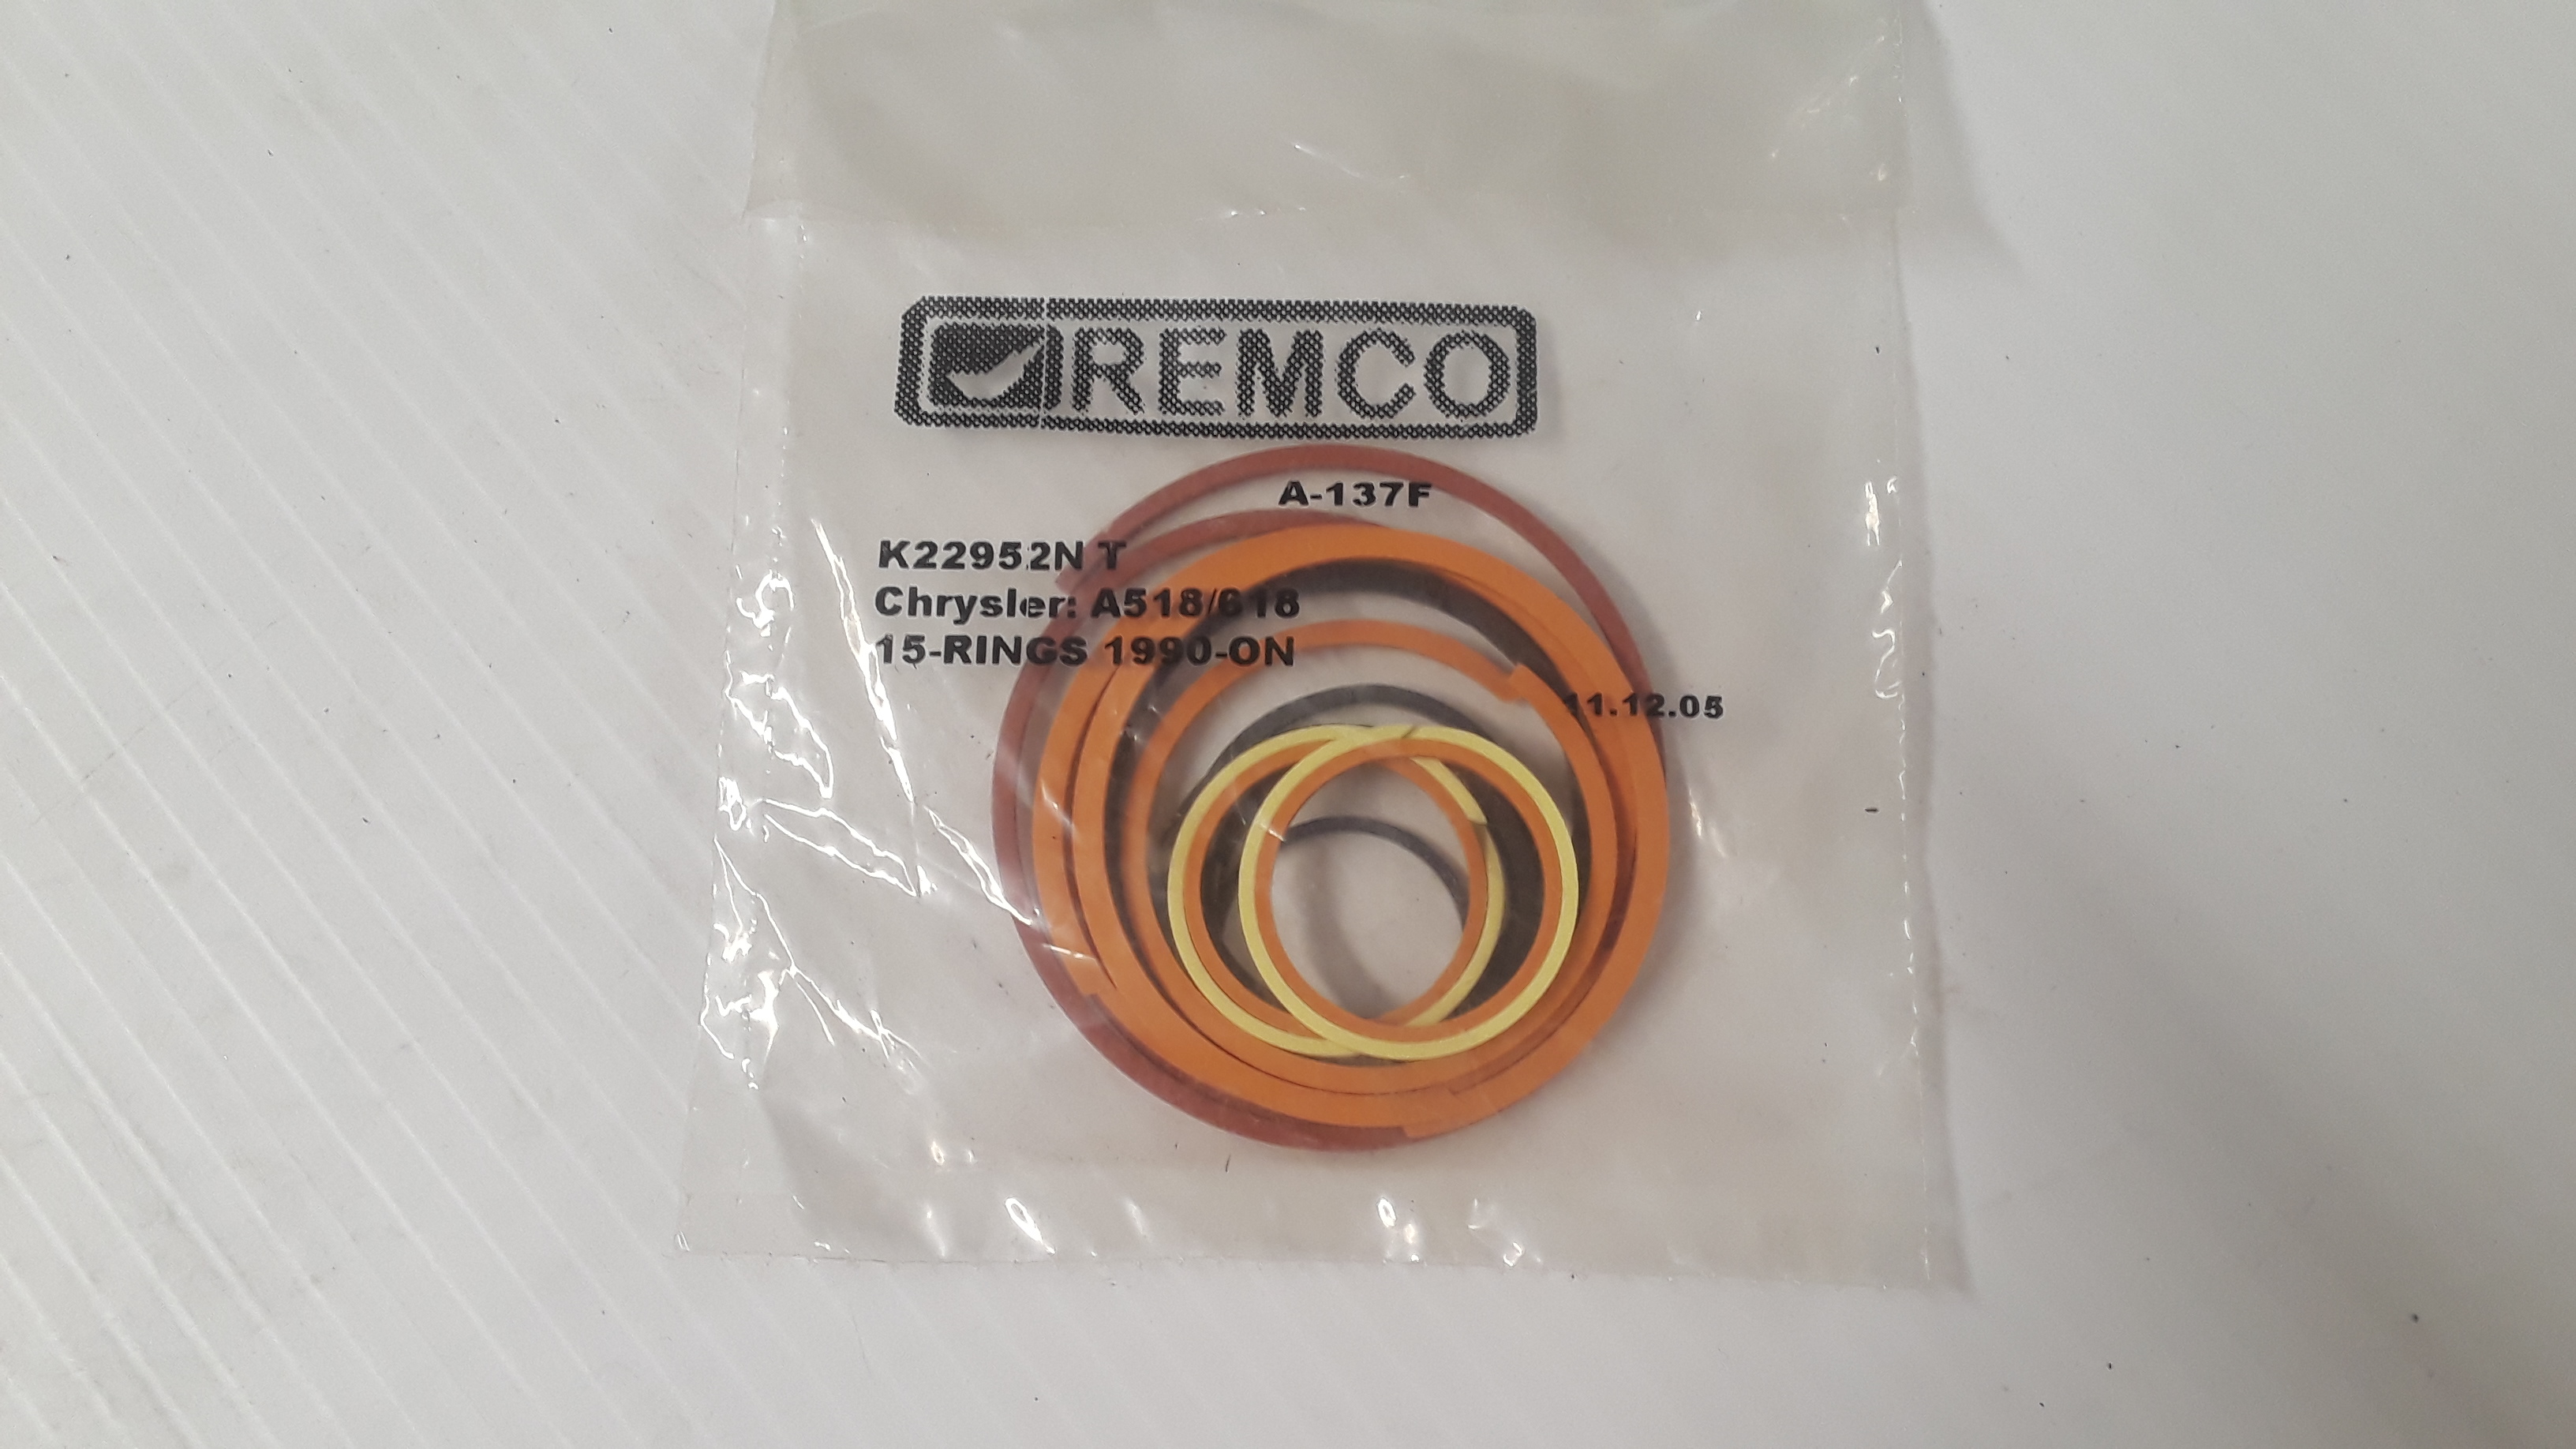 REMCO
A-137F
K22952N T
Chrysler: A518/618
15-RINGS 1990-ON
11.12.05